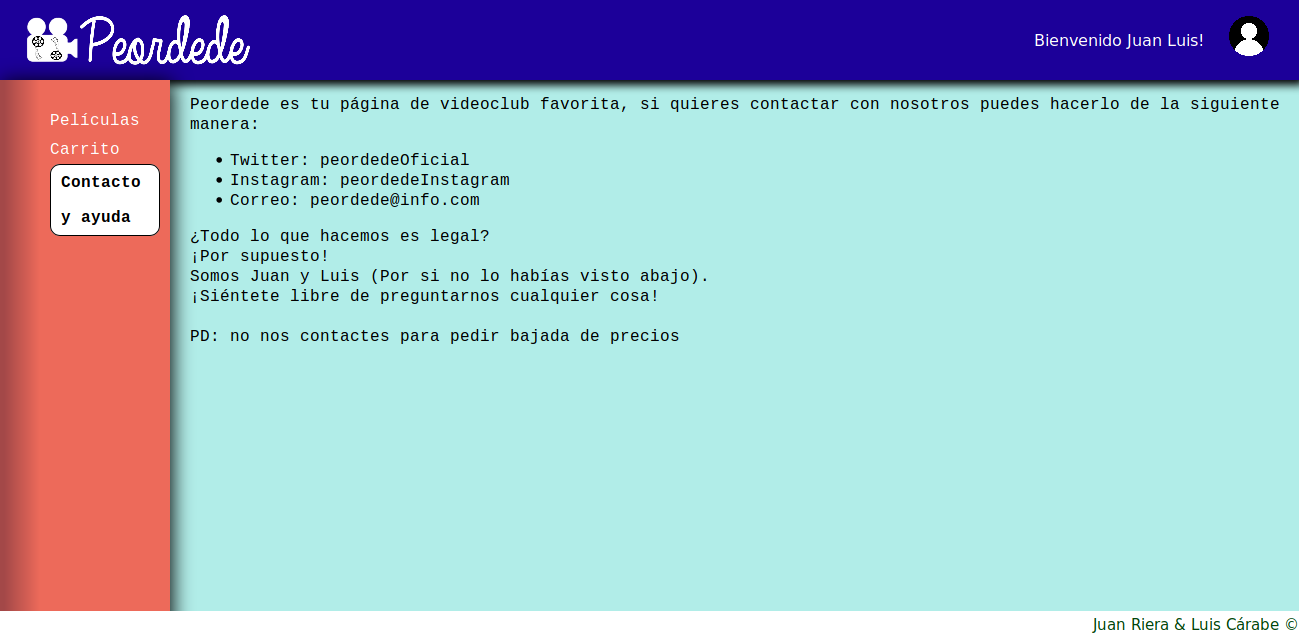 Peordede
Bienvenido Juan Luis!
Películas
Carrito
Contacto
y ayuda
Peordede es tu página de videoclub favorita, si quieres contactar con nosotros puedes hacerlo de la siguiente
manera:
• Twitter: peordedeOficial
• Instagram: peordedeInstagram
• Correo: peordede@info.com
¿Todo lo que hacemos es legal?
¡Por supuesto!
Somos Juan y Luis (Por si no lo habías visto abajo).
¡Siéntete libre de preguntarnos cualquier cosa!
PD: no nos contactes para pedir bajada de precios
Juan Riera & Luis Cárabe ©